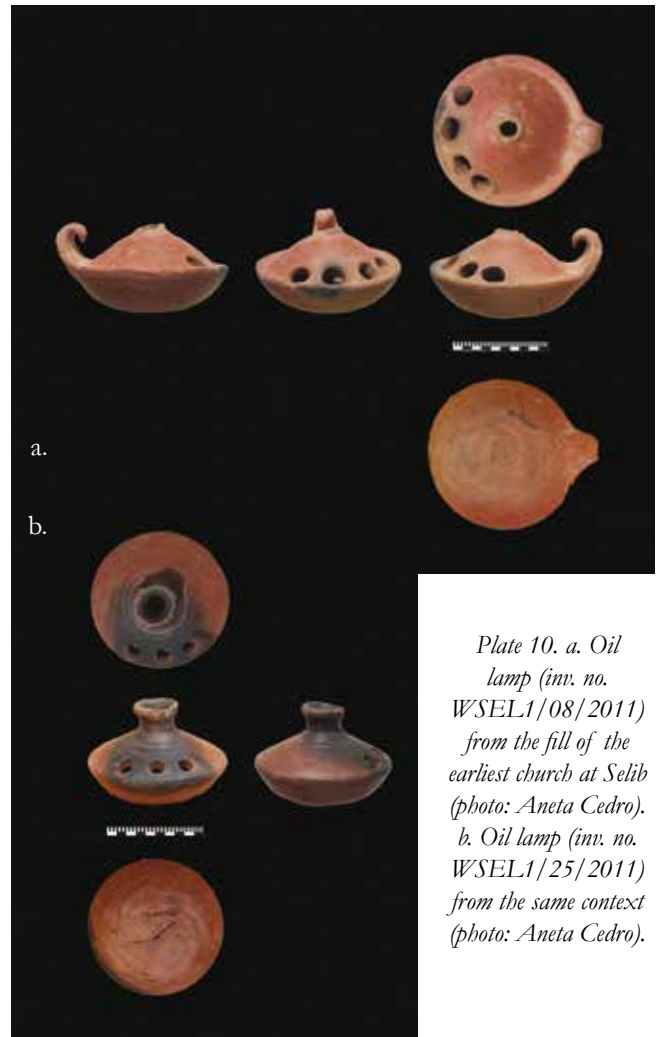 a.
b.
Plate 10. a. Oil
lamp (inv. no.
WSEL1/08/2011)
from the fill of the
earliest church at Selib
(photo: Aneta Cedro).
b. Oil lamp (inv. no.
WSEL1/25/2011)
from the same context
(photo: Aneta Cedro).